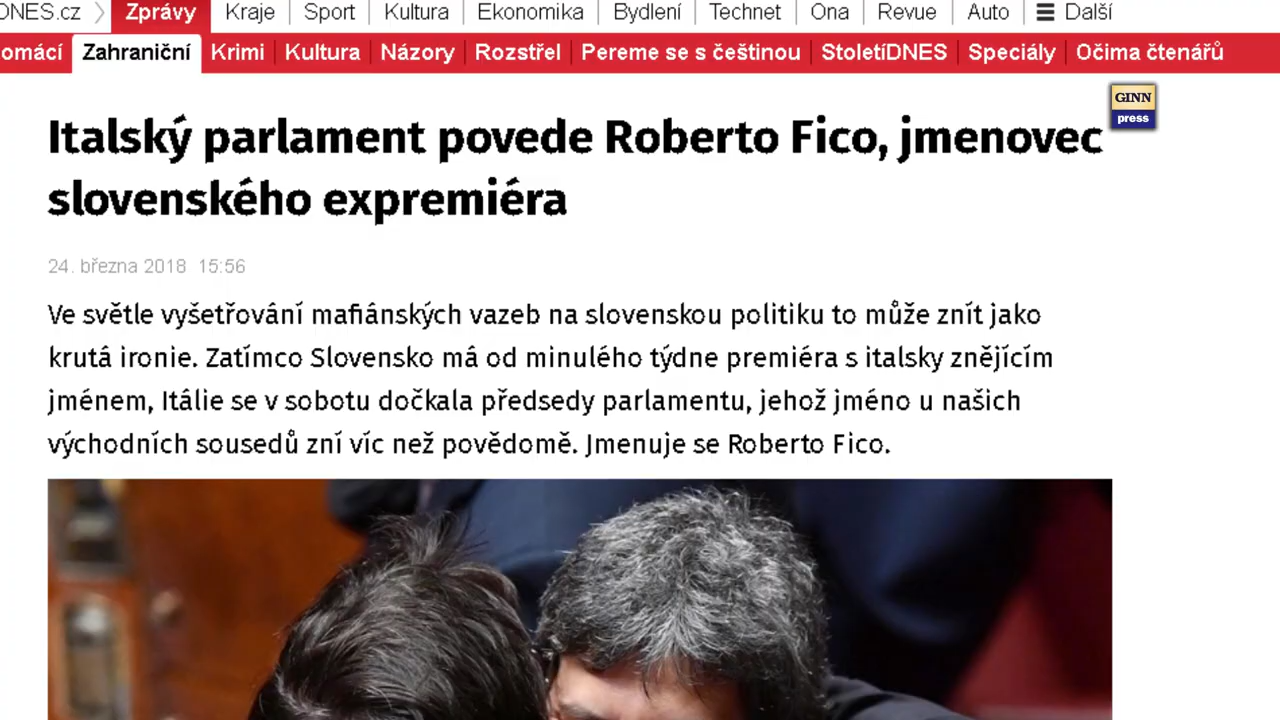 DNES.cz Zprávy Kraje Sport Kultura Ekonomika Bydlení Technet Ona Revue Auto Další
omácí Zahraniční Krimi Kultura Názory Rozstřel Pereme se s češtinou StoletíDNES Speciály Očima čtenářů
GINN
press
Italský parlament povede Roberto Fico, jmenovec
slovenského expremiéra
24. března 2018 15:56
Ve světle vyšetřování mafiánských vazeb na slovenskou politiku to může znít jako
krutá ironie. Zatímco Slovensko má od minulého týdne premiéra s italsky znějícím
jménem, Itálie se v sobotu dočkala předsedy parlamentu, jehož jméno u našich
východních sousedů zní víc než povědomě. Jmenuje se Roberto Fico.